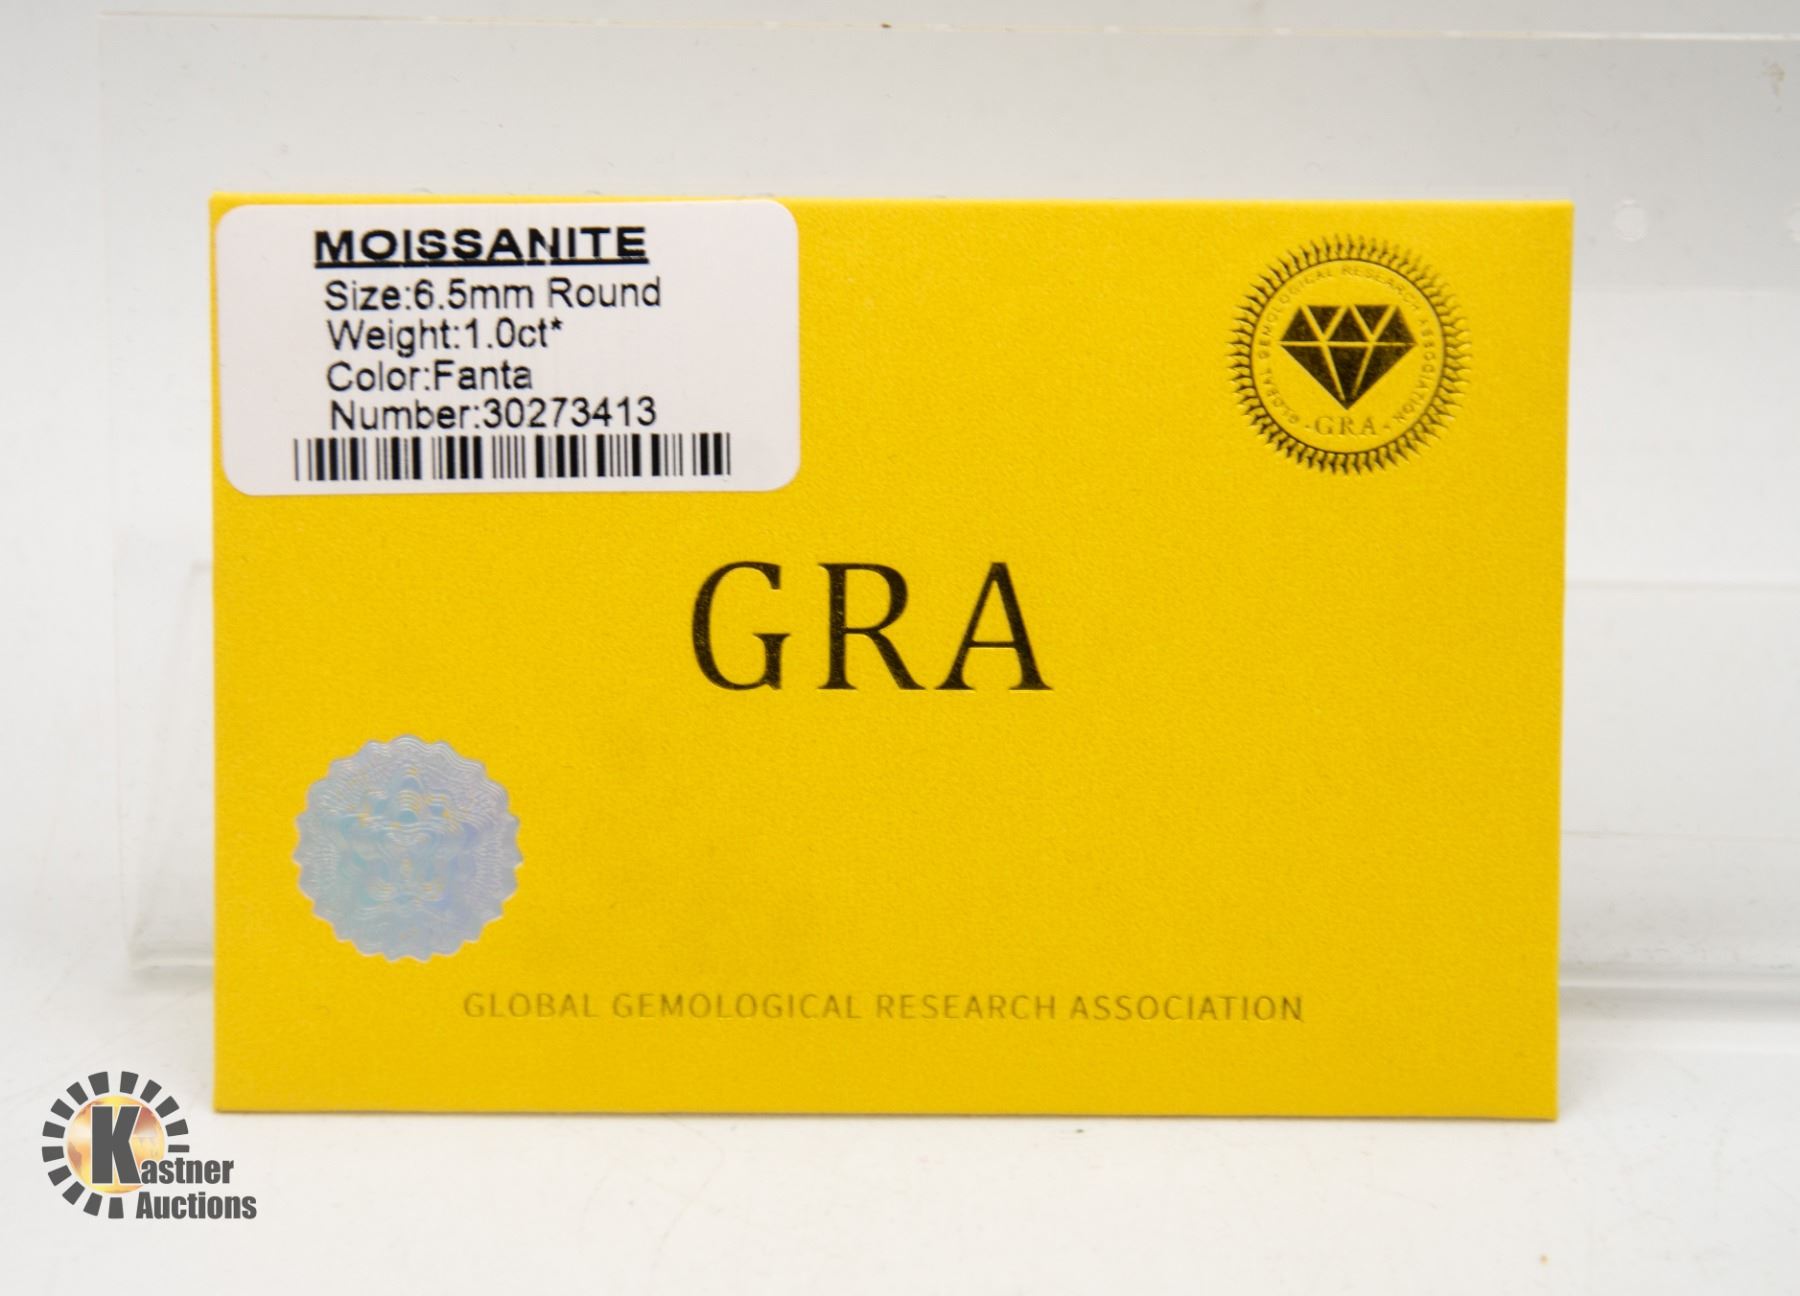 MOISSANITE
Size:6.5mm Round
Weight:1.0ct*
Color:Fanta
Number:30273413
GLOBAL GEMOLOGICAL RESEARCH ASSOCIATION
-GRA-
GRA
GLOBAL GEMOLOGICAL RESEARCH ASSOCIATION
Kastner
Auctions